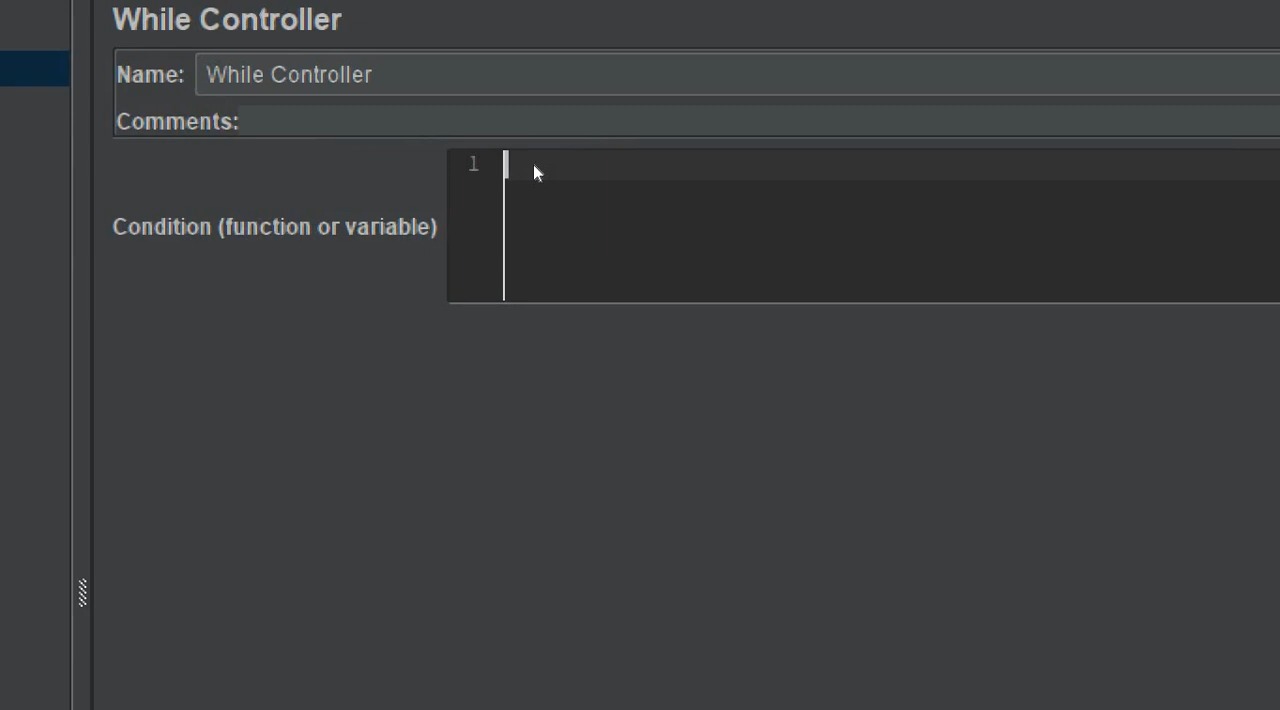 While Controller
Name: While Controller
Comments:
1
Condition (function or variable)